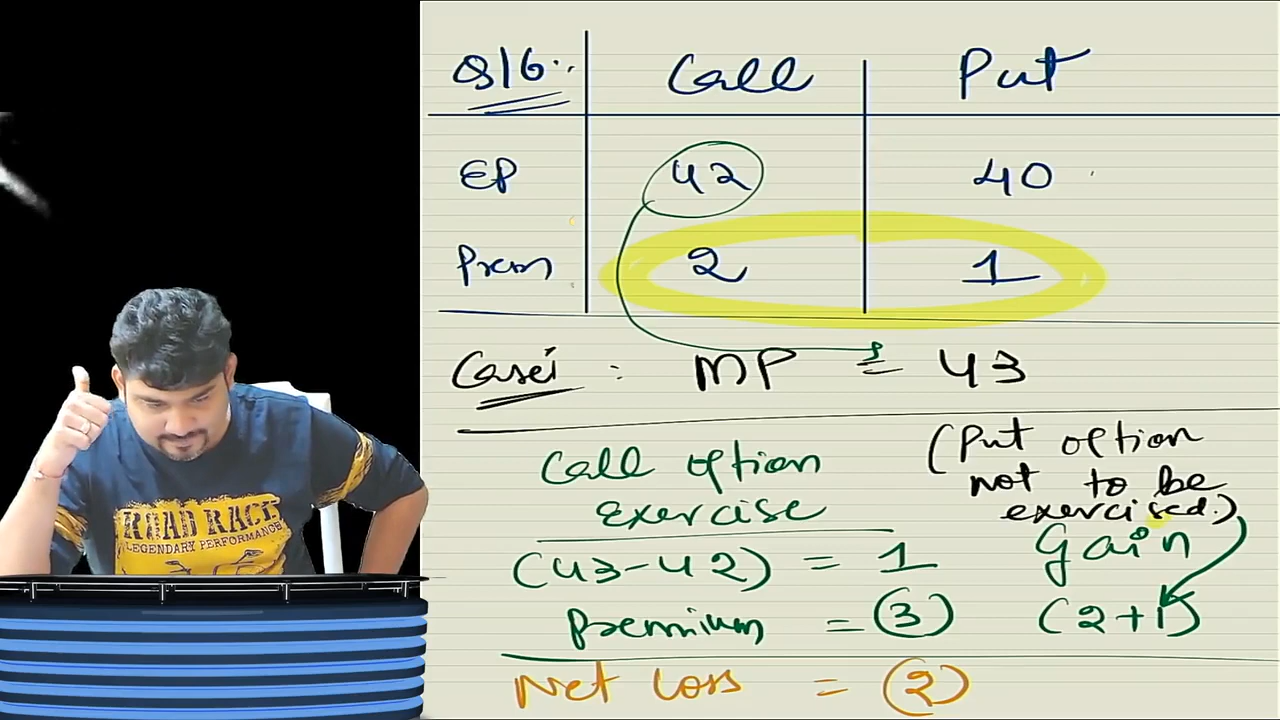 Q16:. Call Put
EP 42 40
Prem 2 1
Case i : MP = 43
Call option
exercise
(Put option
not to be
exercised.)
(43-42) = 1 Gain
Premium = (3) (2+1)
Net loss = (2)
ROAD RACE
LEGENDARY PERFORMANCE